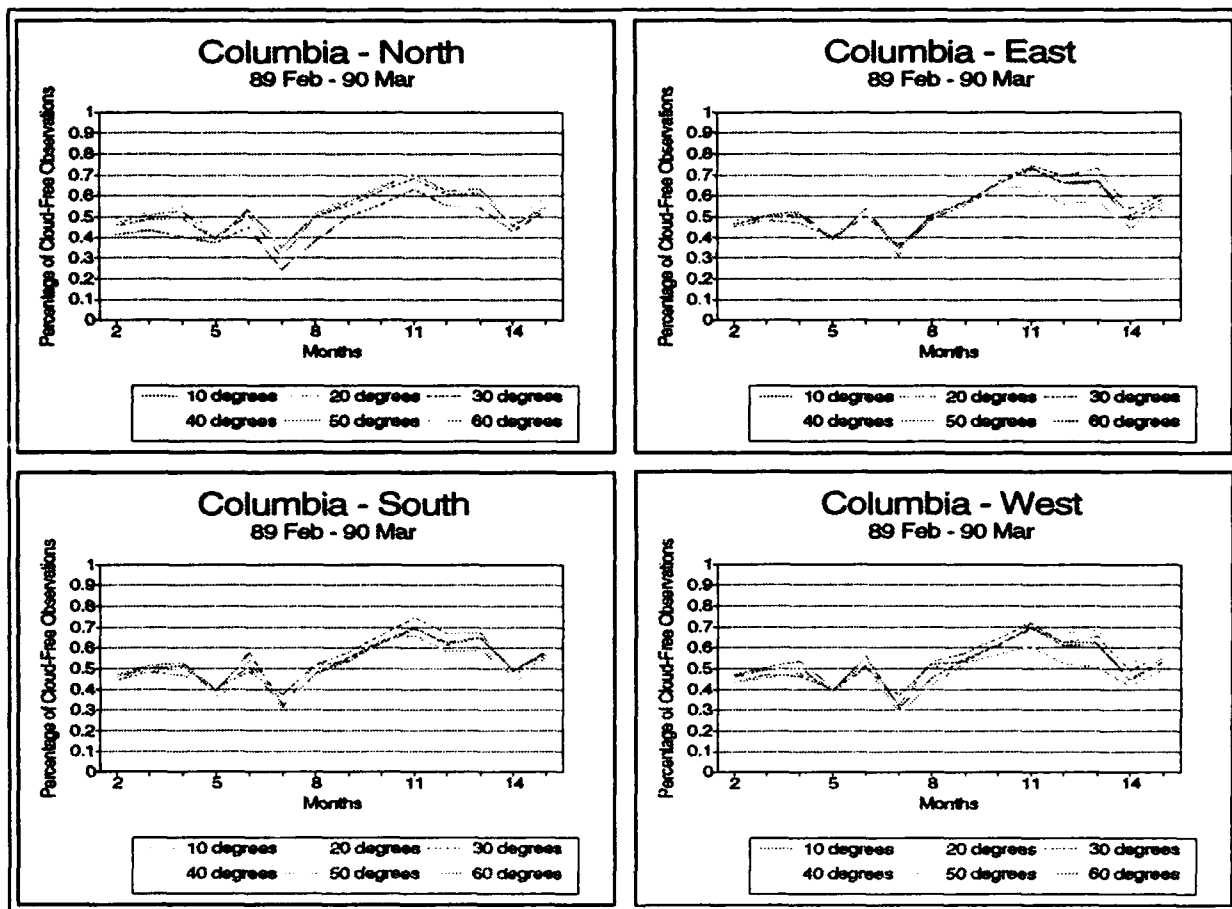 Columbia - North
89 Feb - 90 Mar
Percentage of Cloud-Free Observations
1
0.9
0.8
0.7
0.6
0.5
0.4
0.3
0.2
0.1
0
2 5 8 11 14
Months
10 degrees 20 degrees 30 degrees
40 degrees 50 degrees 60 degrees
Columbia - East
89 Feb - 90 Mar
Percentage of Cloud-Free Observations
1
0.9
0.8
0.7
0.6
0.5
0.4
0.3
0.2
0.1
0
2 5 8 11 14
Months
10 degrees 20 degrees 30 degrees
40 degrees 50 degrees 60 degrees
Columbia - South
89 Feb - 90 Mar
Percentage of Cloud-Free Observations
1
0.9
0.8
0.7
0.6
0.5
0.4
0.3
0.2
0.1
0
2 5 8 11 14
Months
10 degrees 20 degrees 30 degrees
40 degrees 50 degrees 60 degrees
Columbia - West
89 Feb - 90 Mar
Percentage of Cloud-Free Observations
1
0.9
0.8
0.7
0.6
0.5
0.4
0.3
0.2
0.1
0
2 5 8 11 14
Months
10 degrees 20 degrees 30 degrees
40 degrees 50 degrees 60 degrees